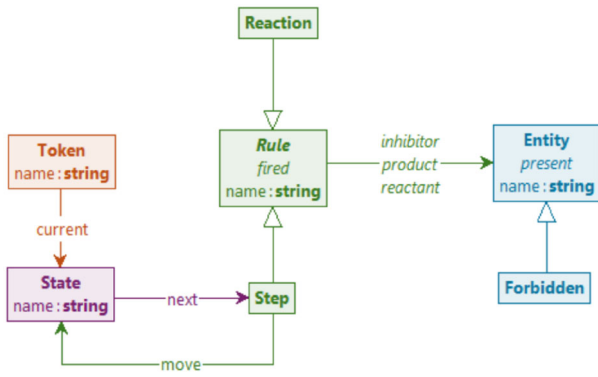 Reaction
Token
name:string
Rule
fired
name:string
inhibitor
product
reactant
Entity
present
name:string
current
State
name:string
next
Step
Forbidden
move